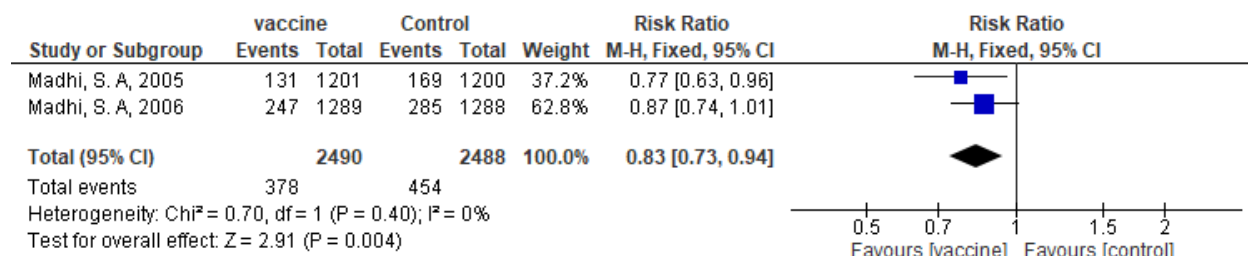 vaccine Control Risk Ratio Risk Ratio
Study or Subgroup Events Total Events Total Weight M-H, Fixed, 95% CI M-H, Fixed, 95% CI
Madhi, S. A, 2005 131 1201 169 1200 37.2% 0.77 [0.63, 0.96]
Madhi, S. A, 2006 247 1289 285 1288 62.8% 0.87 [0.74, 1.01]
Total (95% CI) 2490 2488 100.0% 0.83 [0.73, 0.94]
Total events 378 454
Heterogeneity: Chi² = 0.70, df = 1 (P = 0.40); I² = 0%
Test for overall effect: Z = 2.91 (P = 0.004)
0.5 0.7 1 1.5 2
Favours [vaccine] Favours [control]